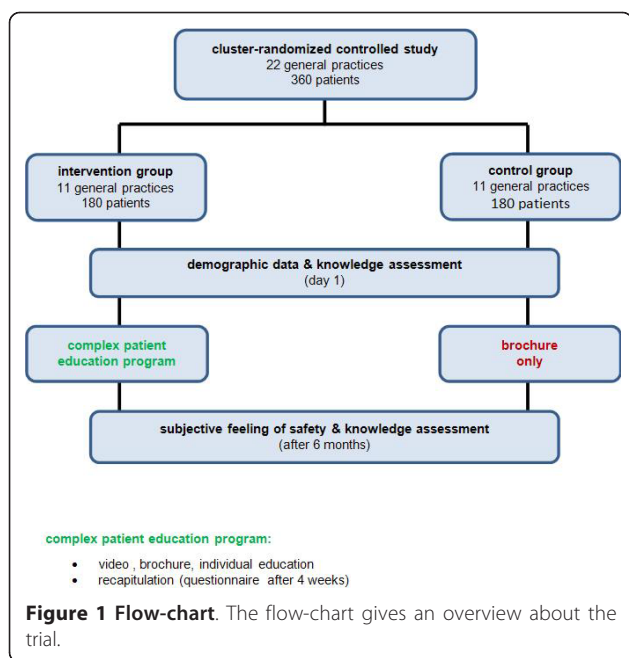 cluster-randomized controlled study
22 general practices
360 patients
intervention group
11 general practices
180 patients
control group
11 general practices
180 patients
demographic data & knowledge assessment
(day 1)
complex patient
education program
brochure
only
subjective feeling of safety & knowledge assessment
(after 6 months)
complex patient education program:
• video , brochure, individual education
• recapitulation (questionnaire after 4 weeks)
Figure 1 Flow-chart. The flow-chart gives an overview about the
trial.